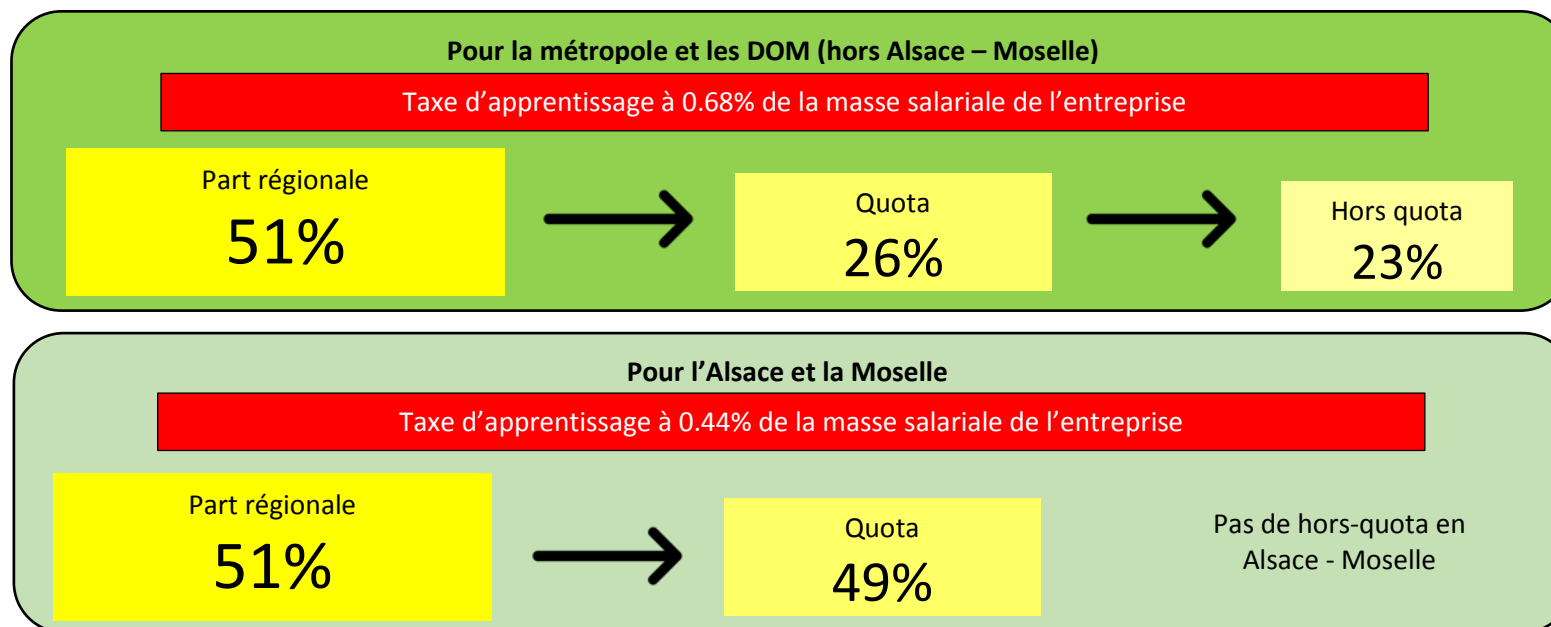 Pour la métropole et les DOM (hors Alsace – Moselle)
Taxe d’apprentissage à 0.68% de la masse salariale de l’entreprise
Part régionale
51%
Quota
26%
Hors quota
23%
Pour l’Alsace et la Moselle
Taxe d’apprentissage à 0.44% de la masse salariale de l’entreprise
Part régionale
51%
Quota
49%
Pas de hors-quota en
Alsace - Moselle